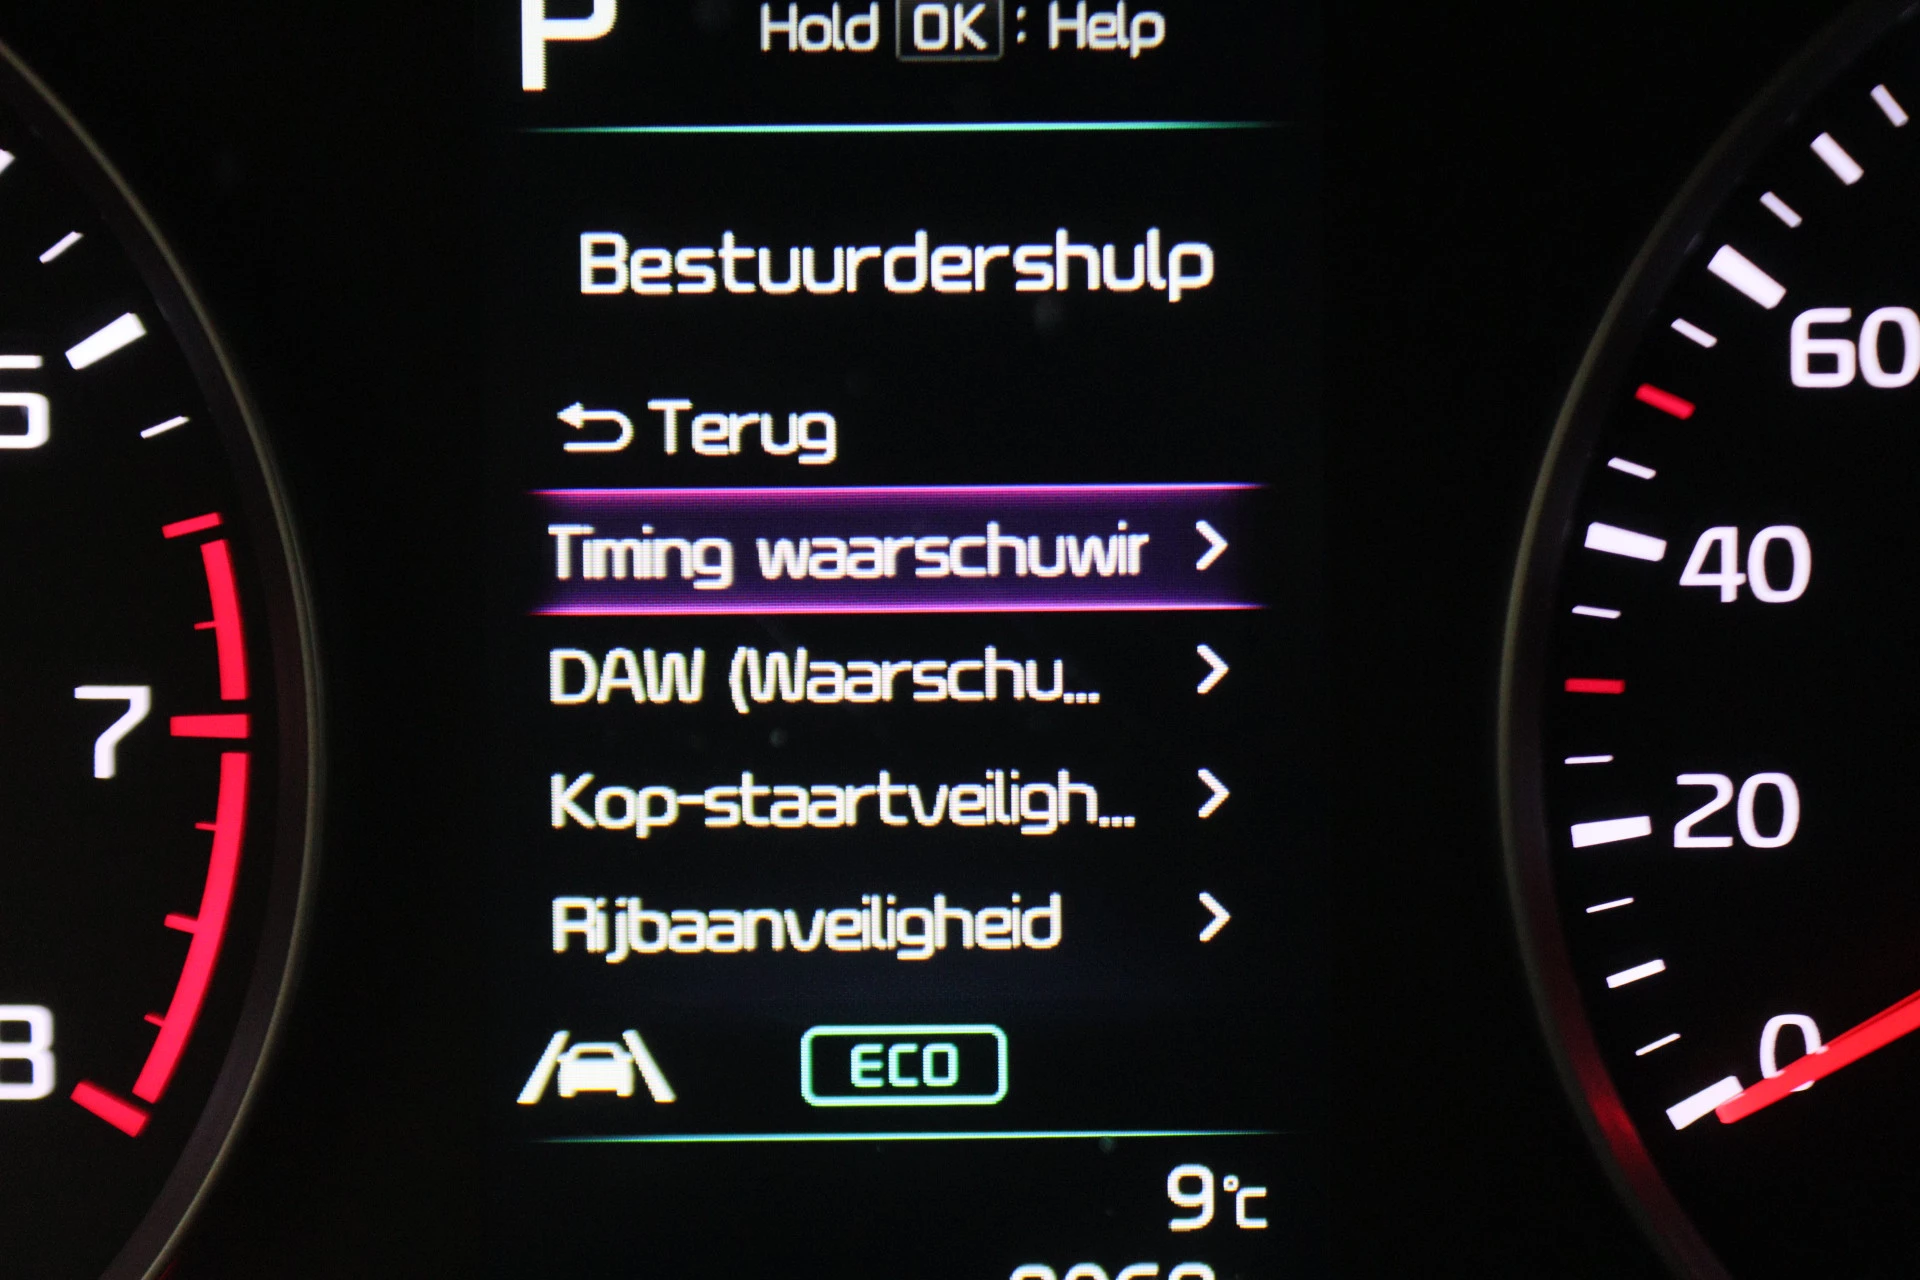 P
Hold OK : Help
Bestuurdershulp
Terug
Timing waarschuwir
DAW (Waarschu...
Kop-staartveiligh...
Rijbaanveiligheid
ECO
9°C
7
8
60
40
20
0